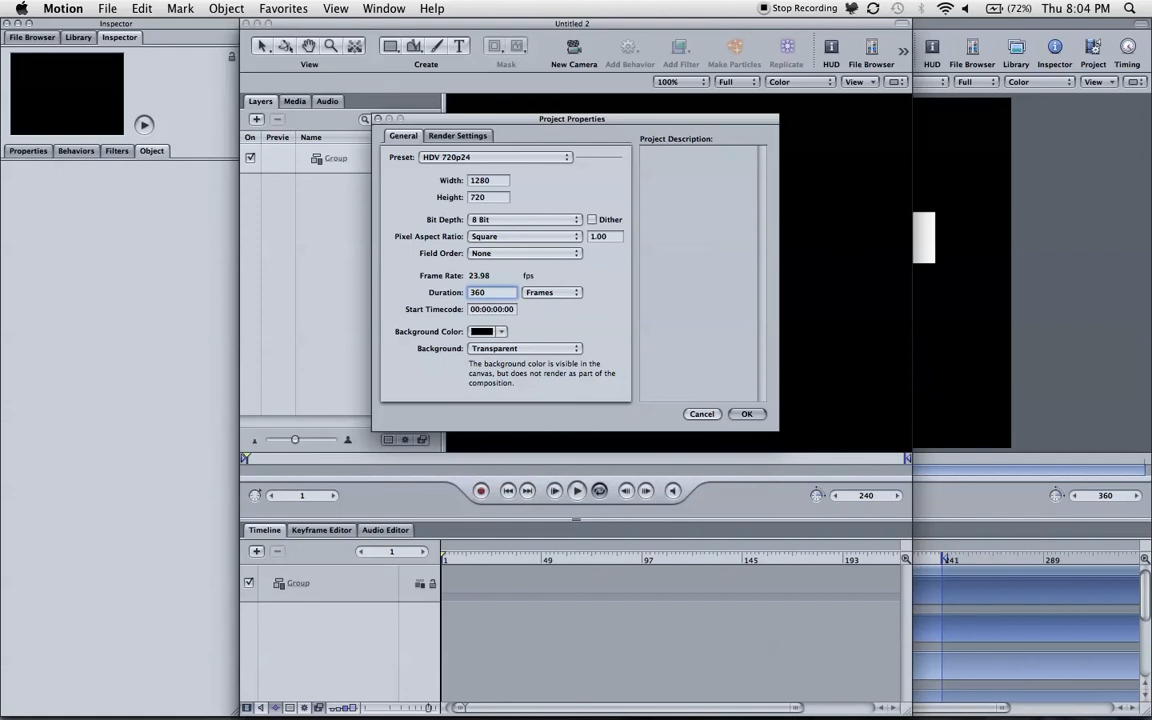 Motion File Edit Mark Object Favorites View Window Help Stop Recording (72%) Thu 8:04 PM
Inspector Untitled 2
File Browser Library Inspector
View Create Mask New Camera Add Behavior Add Filter Make Particles Replicate HUD File Browser HUD File Browser Library Inspector Project Timing
100% Full Color View Full Color View
Layers Media Audio
On Previe Name
Group
Properties Behaviors Filters Object
Project Properties
General Render Settings
Project Description:
Preset: HDV 720p24
Width: 1280
Height: 720
Bit Depth: 8 Bit Dither
Pixel Aspect Ratio: Square 1.00
Field Order: None
Frame Rate: 23.98 fps
Duration: 360 Frames
Start Timecode: 00:00:00:00
Background Color:
Background: Transparent
The background color is visible in the
canvas, but does not render as part of the
composition.
Cancel OK
1 240 360
Timeline Keyframe Editor Audio Editor
1
1 49 97 145 193 241 289
Group